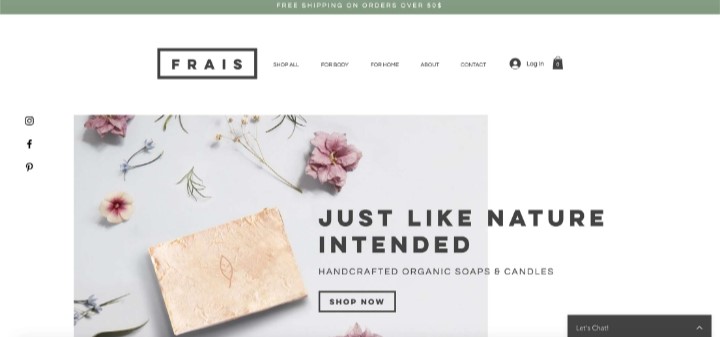 FREE SHIPPING ON ORDERS OVER 50$
FRAIS
SHOP ALL
FOR BODY
FOR HOME
ABOUT
CONTACT
Log In
0
JUST LIKE NATURE
INTENDED
HANDCRAFTED ORGANIC SOAPS & CANDLES
SHOP NOW
Let's Chat!